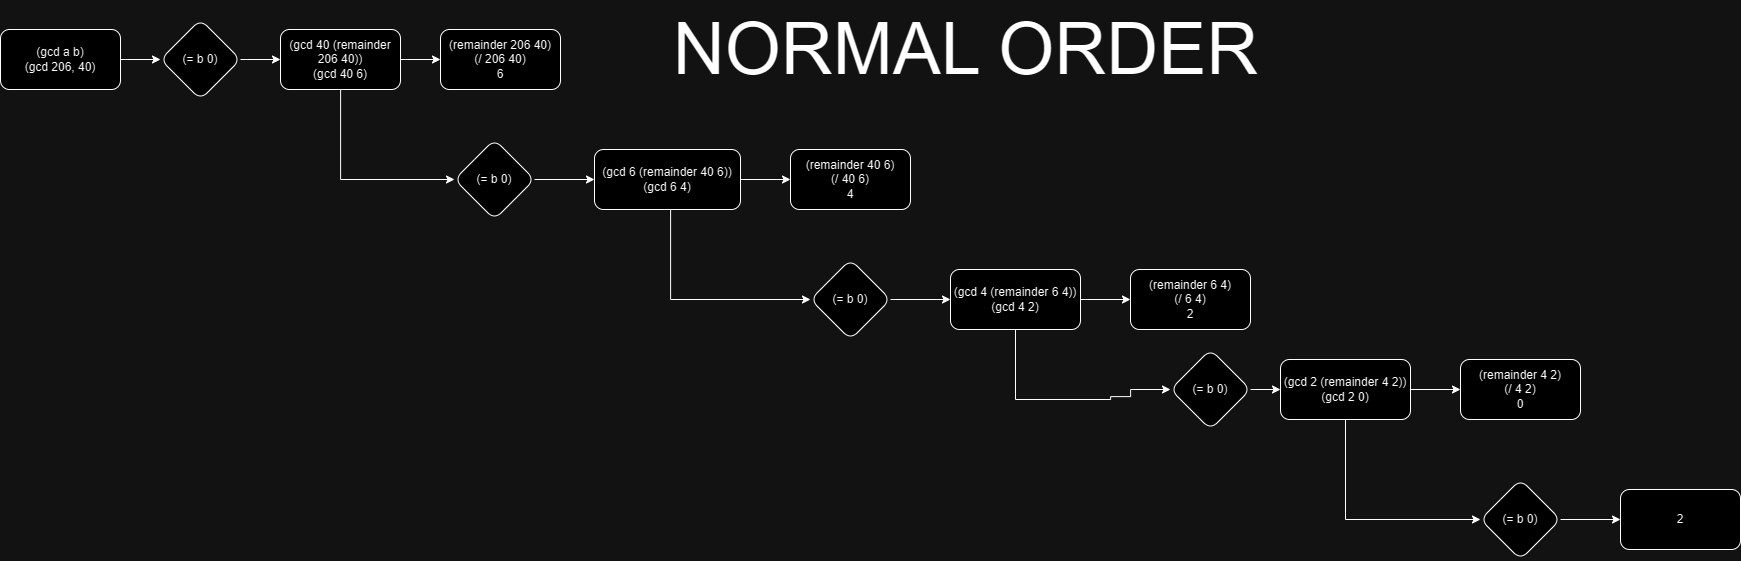 NORMAL ORDER
(gcd a b)
(gcd 206, 40)
(= b 0)
(gcd 40 (remainder
206 40))
(gcd 40 6)
(remainder 206 40)
(/ 206 40)
6
(= b 0)
(gcd 6 (remainder 40 6))
(gcd 6 4)
(remainder 40 6)
(/ 40 6)
4
(= b 0)
(gcd 4 (remainder 6 4))
(gcd 4 2)
(remainder 6 4)
(/ 6 4)
2
(= b 0)
(gcd 2 (remainder 4 2))
(gcd 2 0)
(remainder 4 2)
(/ 4 2)
0
(= b 0)
2